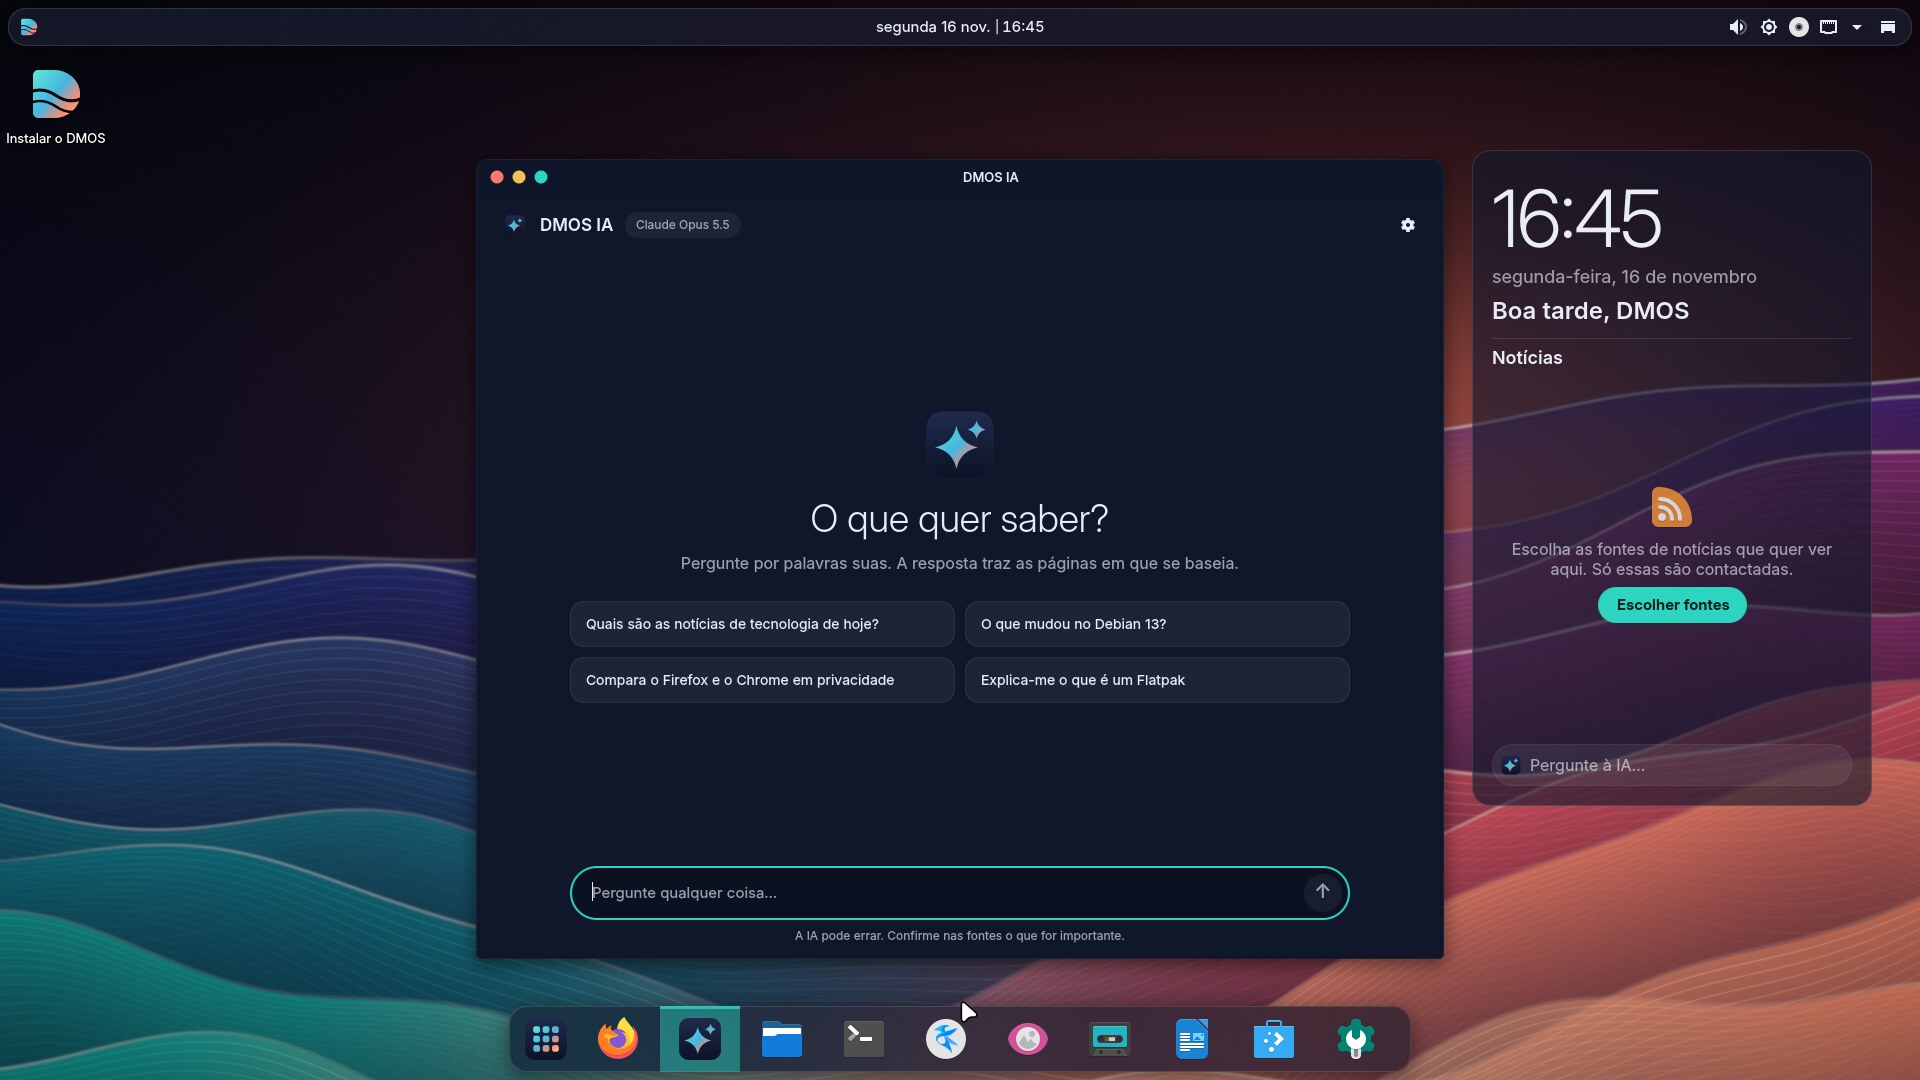 segunda 16 nov. | 16:45
Instalar o DMOS
DMOS IA
DMOS IA
Claude Opus 5.5
O que quer saber?
Pergunte por palavras suas. A resposta traz as páginas em que se baseia.
Quais são as notícias de tecnologia de hoje?
O que mudou no Debian 13?
Compara o Firefox e o Chrome em privacidade
Explica-me o que é um Flatpak
Pergunte qualquer coisa...
A IA pode errar. Confirme nas fontes o que for importante.
16:45
segunda-feira, 16 de novembro
Boa tarde, DMOS
Notícias
Escolha as fontes de notícias que quer ver
aqui. Só essas são contactadas.
Escolher fontes
Pergunte à IA...